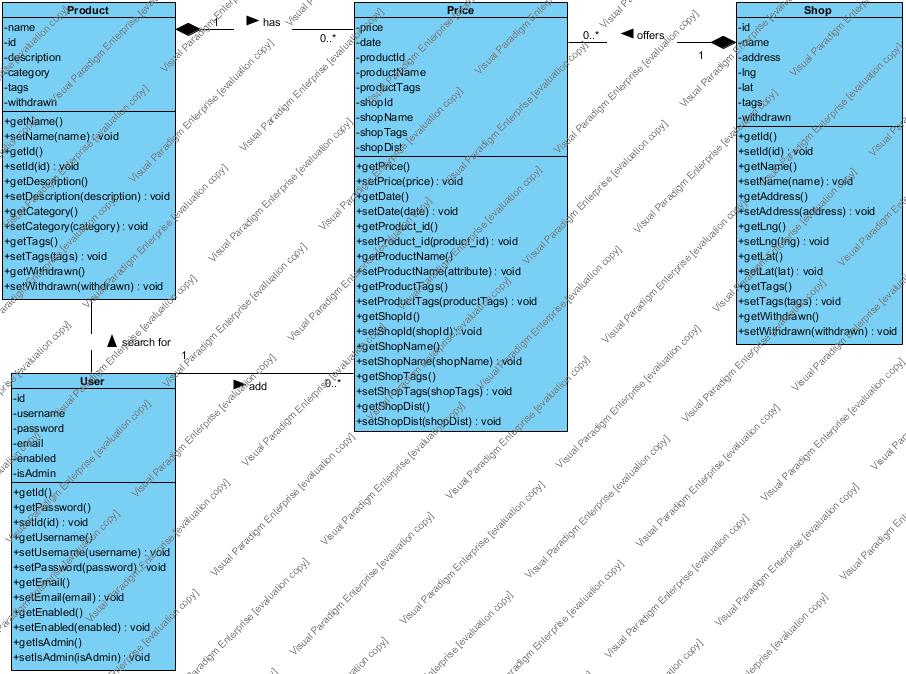 Product
-name
-id
-description
-category
-tags
-withdrawn
+getName()
+setName(name) : void
+getId()
+setId(id) : void
+getDescription()
+setDescription(description) : void
+getCategory()
+setCategory(category) : void
+getTags()
+setTags(tags) : void
+getWithdrawn()
+setWithdrawn(withdrawn) : void
1
has
0..*
Price
-price
-date
-productId
-productName
-productTags
-shopId
-shopName
-shopTags
-shopDist
+getPrice()
+setPrice(price) : void
+getDate()
+setDate(date) : void
+getProduct_id()
+setProduct_id(product_id) : void
+getProductName()
+setProductName(attribute) : void
+getProductTags()
+setProductTags(productTags) : void
+getShopId()
+setShopId(shopId) : void
+getShopName()
+setShopName(shopName) : void
+getShopTags()
+setShopTags(shopTags) : void
+getShopDist()
+setShopDist(shopDist) : void
0..*
offers
1
Shop
-id
-name
-address
-lng
-lat
-tags
-withdrawn
+getId()
+setId(id) : void
+getName()
+setName(name) : void
+getAddress()
+setAddress(address) : void
+getLng()
+setLng(lng) : void
+getLat()
+setLat(lat) : void
+getTags()
+setTags(tags) : void
+getWithdrawn()
+setWithdrawn(withdrawn) : void
search for
1
add
0..*
User
-id
-username
-password
-email
-enabled
-isAdmin
+getId()
+getPassword()
+setId(id) : void
+getUsername()
+setUsername(username) : void
+setPassword(password) : void
+getEmail()
+setEmail(email) : void
+getEnabled()
+setEnabled(enabled) : void
+getIsAdmin()
+setIsAdmin(isAdmin) : void
Visual Paradigm Enterprise [evaluation copy]